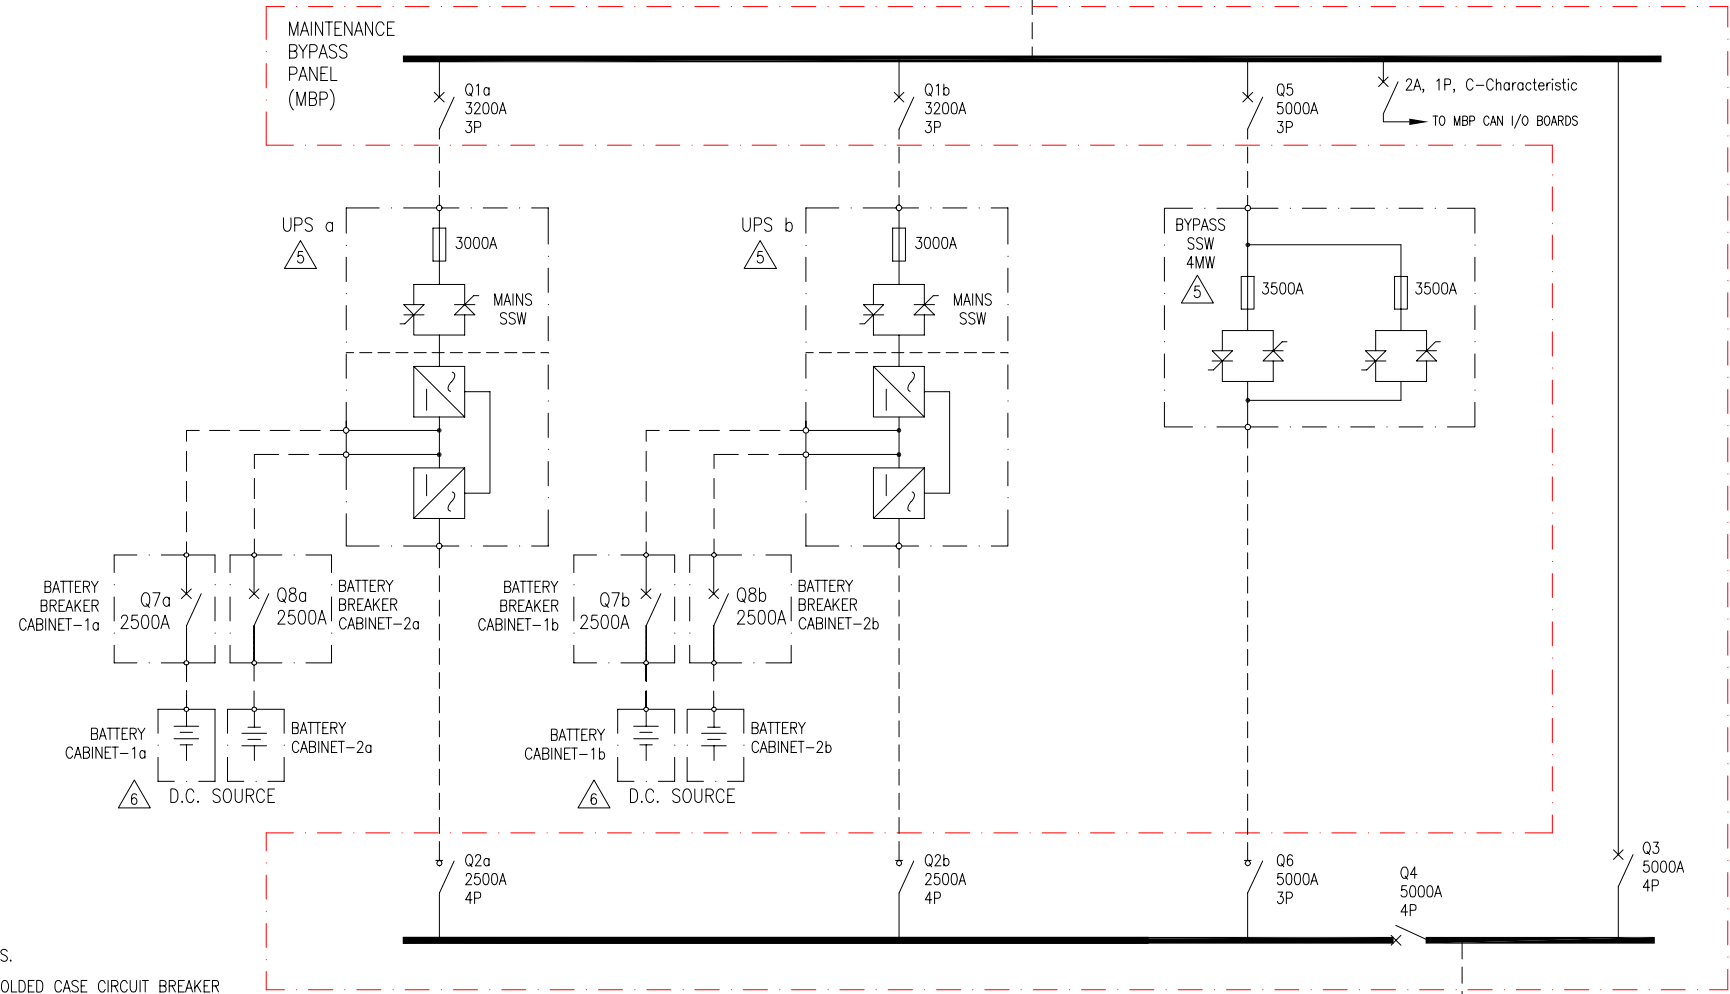 MAINTENANCE
BYPASS
PANEL
(MBP)
Q1a
3200A
3P
Q1b
3200A
3P
Q5
5000A
3P
2A, 1P, C-Characteristic
TO MBP CAN I/O BOARDS
UPS a
5
3000A
MAINS
SSW
UPS b
5
3000A
MAINS
SSW
BYPASS
SSW
4MW
5
3500A
3500A
BATTERY
BREAKER
CABINET-1a
Q7a
2500A
Q8a
2500A
BATTERY
BREAKER
CABINET-2a
BATTERY
BREAKER
CABINET-1b
Q7b
2500A
Q8b
2500A
BATTERY
BREAKER
CABINET-2b
BATTERY
CABINET-1a
BATTERY
CABINET-2a
6
D.C. SOURCE
BATTERY
CABINET-1b
BATTERY
CABINET-2b
6
D.C. SOURCE
Q2a
2500A
4P
Q2b
2500A
4P
Q6
5000A
3P
Q4
5000A
4P
Q3
5000A
4P
S.
OLDED CASE CIRCUIT BREAKER